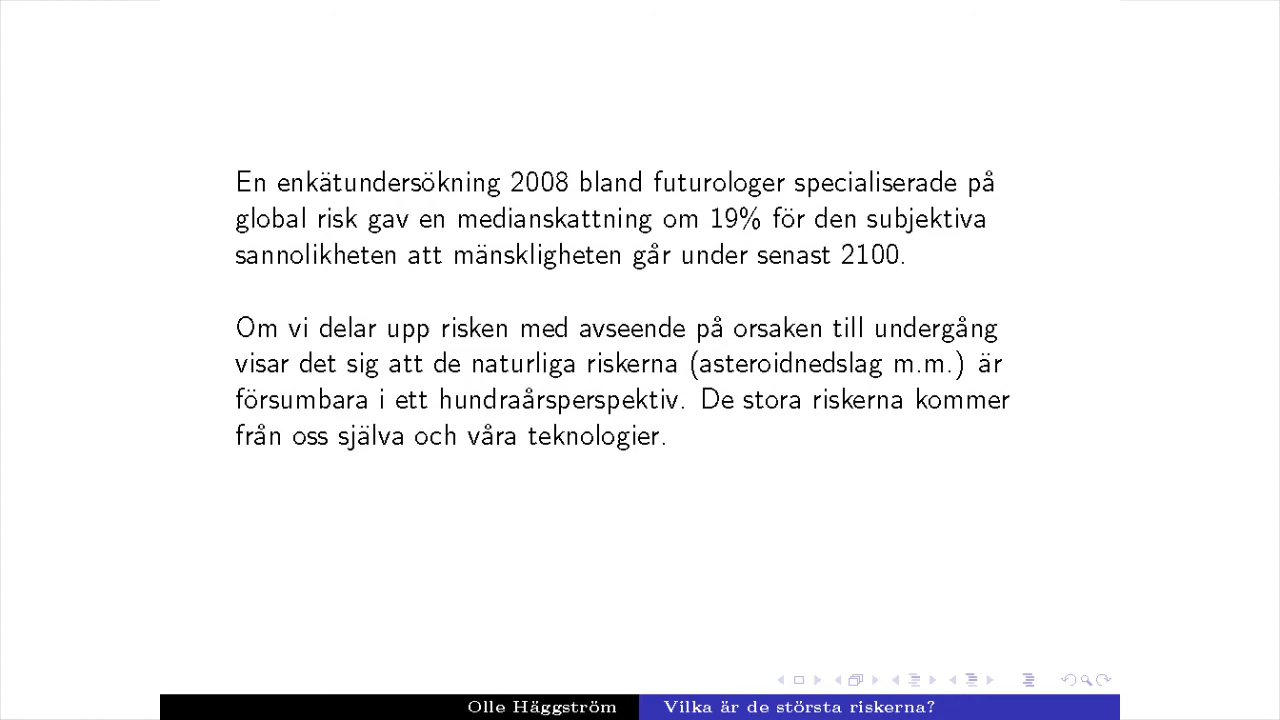 En enkätundersökning 2008 bland futurologer specialiserade på
global risk gav en medianskattning om 19% för den subjektiva
sannolikheten att mänskligheten går under senast 2100.
Om vi delar upp risken med avseende på orsaken till undergång
visar det sig att de naturliga riskerna (asteroidnedslag m.m.) är
försumbara i ett hundraårsperspektiv. De stora riskerna kommer
från oss själva och våra teknologier.
Olle Häggström
Vilka är de största riskerna?